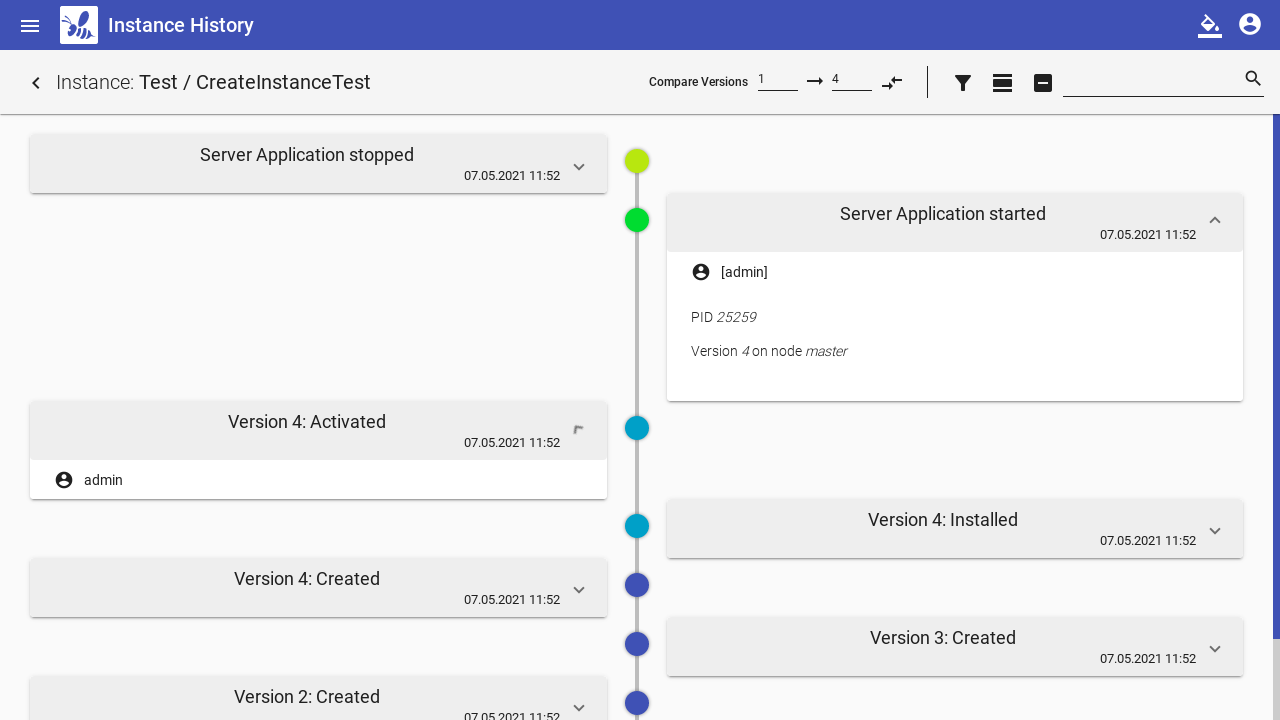 Instance History
Instance: Test / CreateInstanceTest
Compare Versions 1 4
Server Application stopped
07.05.2021 11:52
Server Application started
07.05.2021 11:52
[admin]
PID 25259
Version 4 on node master
Version 4: Activated
07.05.2021 11:52
admin
Version 4: Installed
07.05.2021 11:52
Version 4: Created
07.05.2021 11:52
Version 3: Created
07.05.2021 11:52
Version 2: Created
07.05.2021 11:52